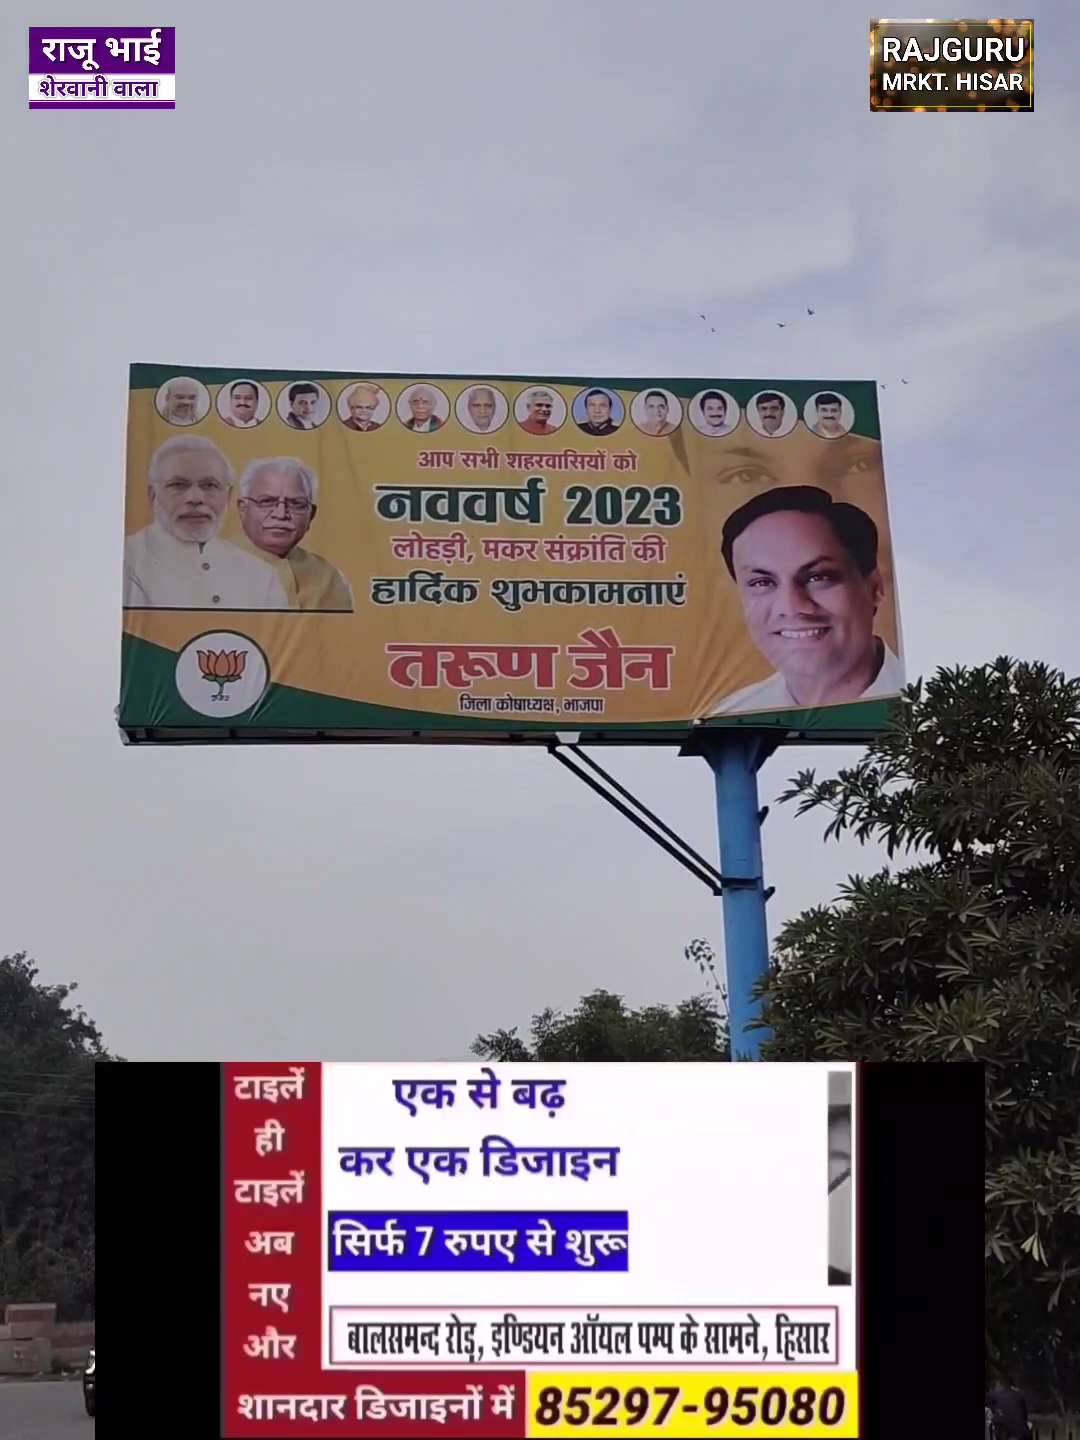 राजू भाई
शेरवानी वाला
RAJGURU
MRKT. HISAR
आप सभी शहरवासियों को
नववर्ष 2023
लोहड़ी, मकर संक्रांति की
हार्दिक शुभकामनाएं
तरूण जैन
जिला कोषाध्यक्ष, भाजपा
टाइलें
ही
टाइलें
अब
नए
और
शानदार डिजाइनों में
एक से बढ़
कर एक डिजाइन
सिर्फ 7 रुपए से शुरू
बालसमन्द रोड़, इण्डियन ऑयल पम्प के सामने, हिसार
85297-95080